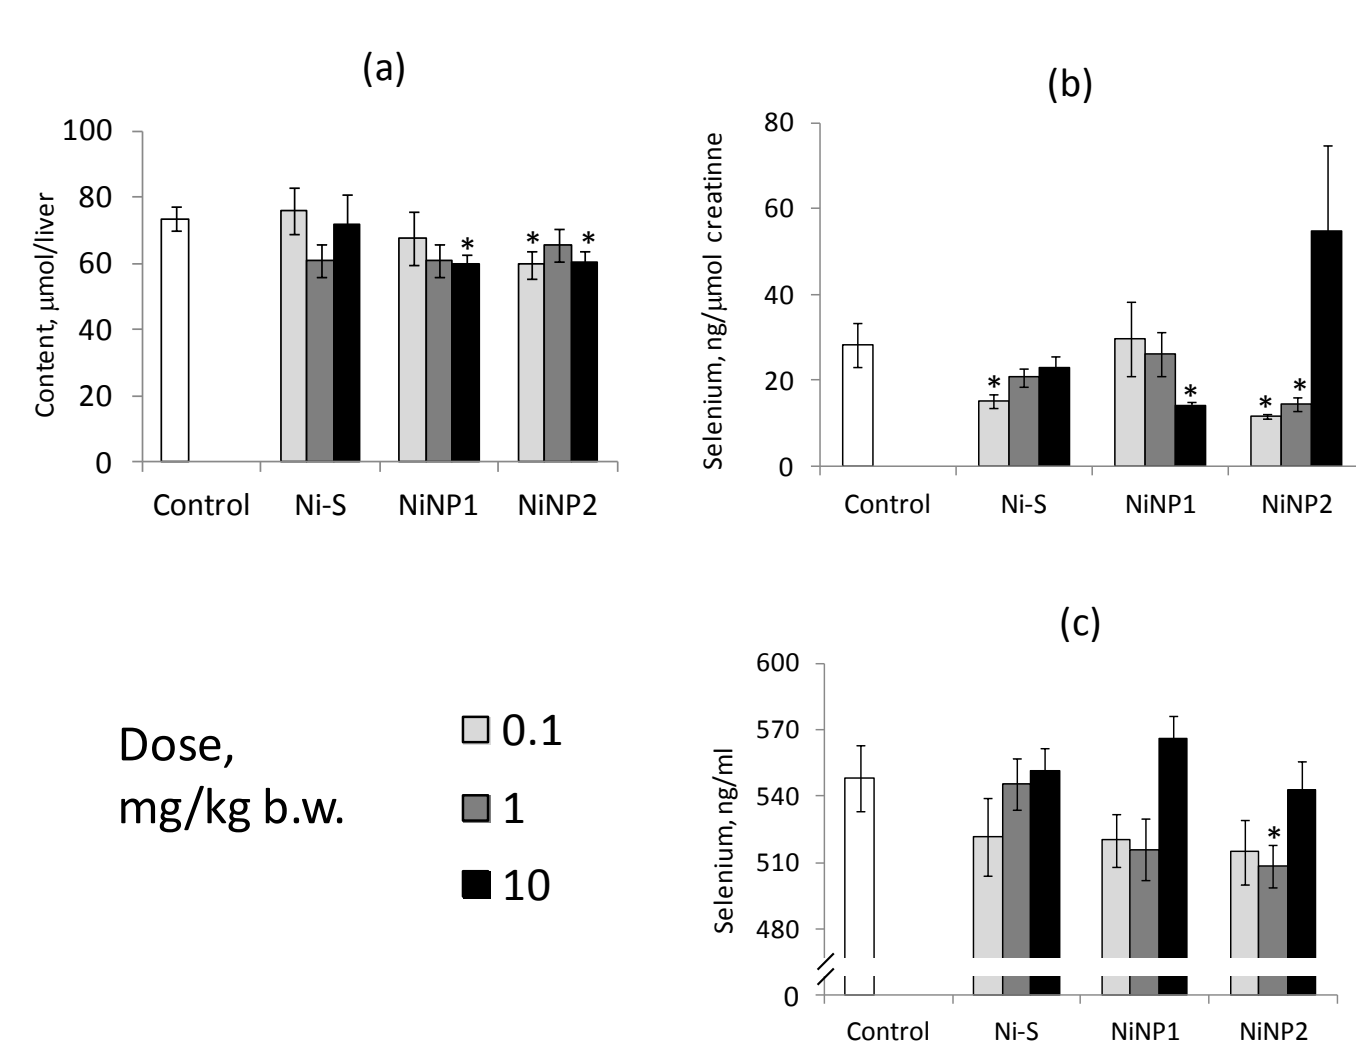 (a)
Content, µmol/liver
100
80
60
40
20
0
* * *
Control Ni-S NiNP1 NiNP2
(b)
Selenium, ng/µmol creatinne
80
60
40
20
0
* * * *
Control Ni-S NiNP1 NiNP2
Dose,
mg/kg b.w.
0.1
1
10
(c)
Selenium, ng/ml
600
570
540
510
480
0
*
Control Ni-S NiNP1 NiNP2